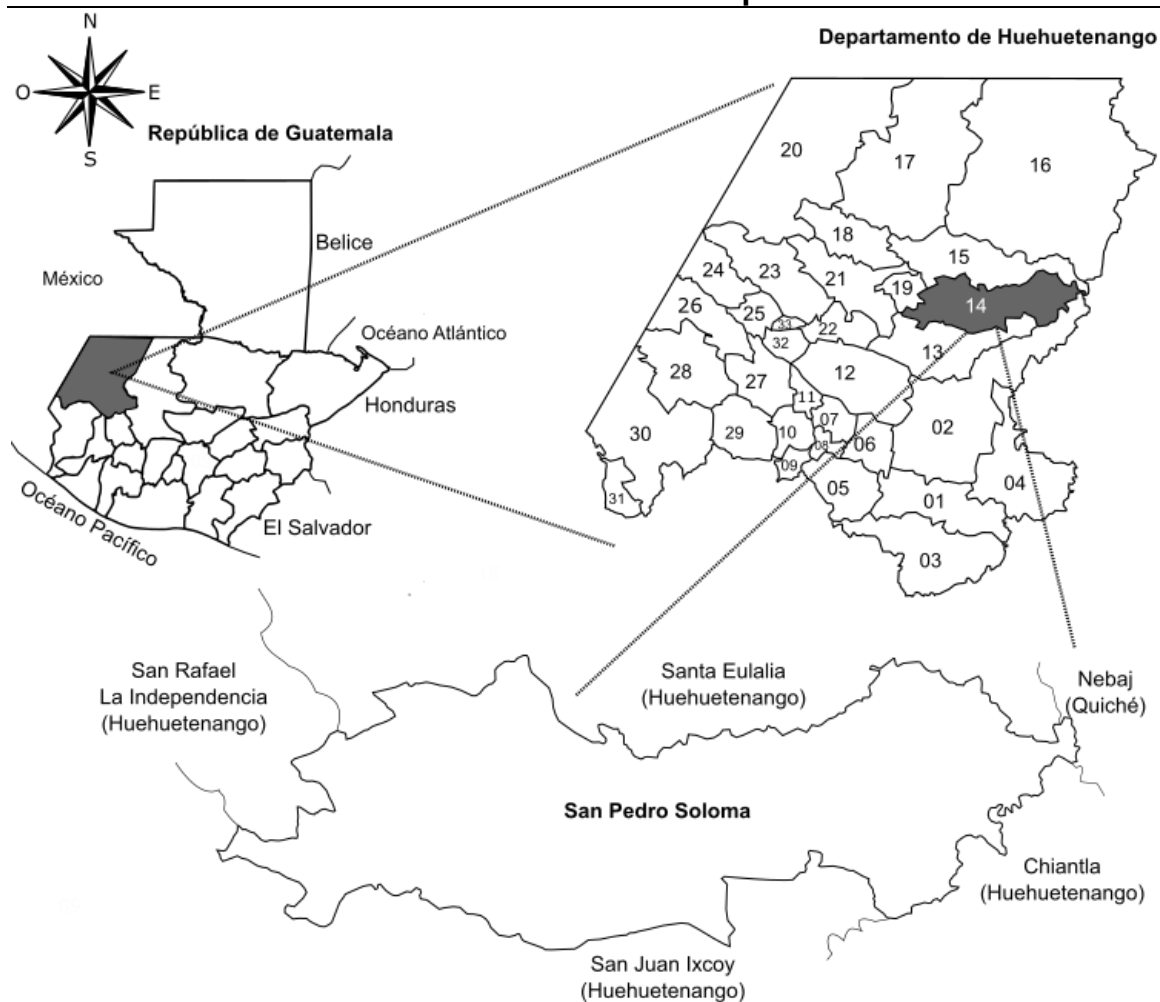 Departamento de Huehuetenango
N
O
E
S
República de Guatemala
México
Belice
Océano Atlántico
Honduras
El Salvador
Océano Pacífico
20
17
16
18
15
24
23
21
19
14
26
25
33
22
32
13
28
27
12
11
02
30
29
10
07
08
06
09
04
31
05
01
03
San Rafael
La Independencia
(Huehuetenango)
Santa Eulalia
(Huehuetenango)
Nebaj
(Quiché)
San Pedro Soloma
Chiantla
(Huehuetenango)
San Juan Ixcoy
(Huehuetenango)